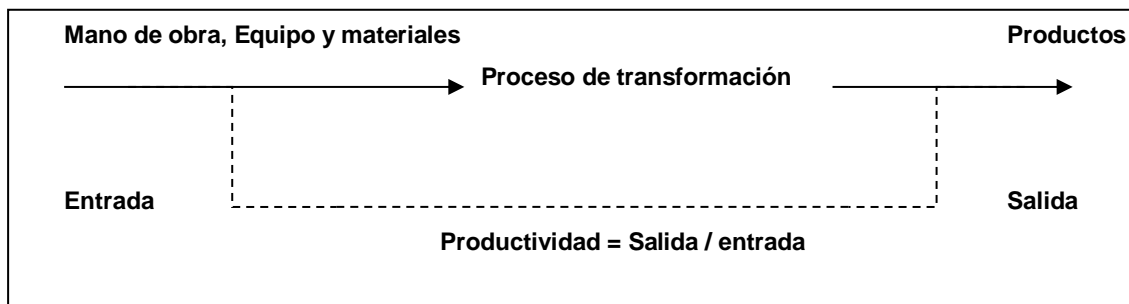 Mano de obra, Equipo y materiales
Productos
Proceso de transformación
Entrada
Salida
Productividad = Salida / entrada